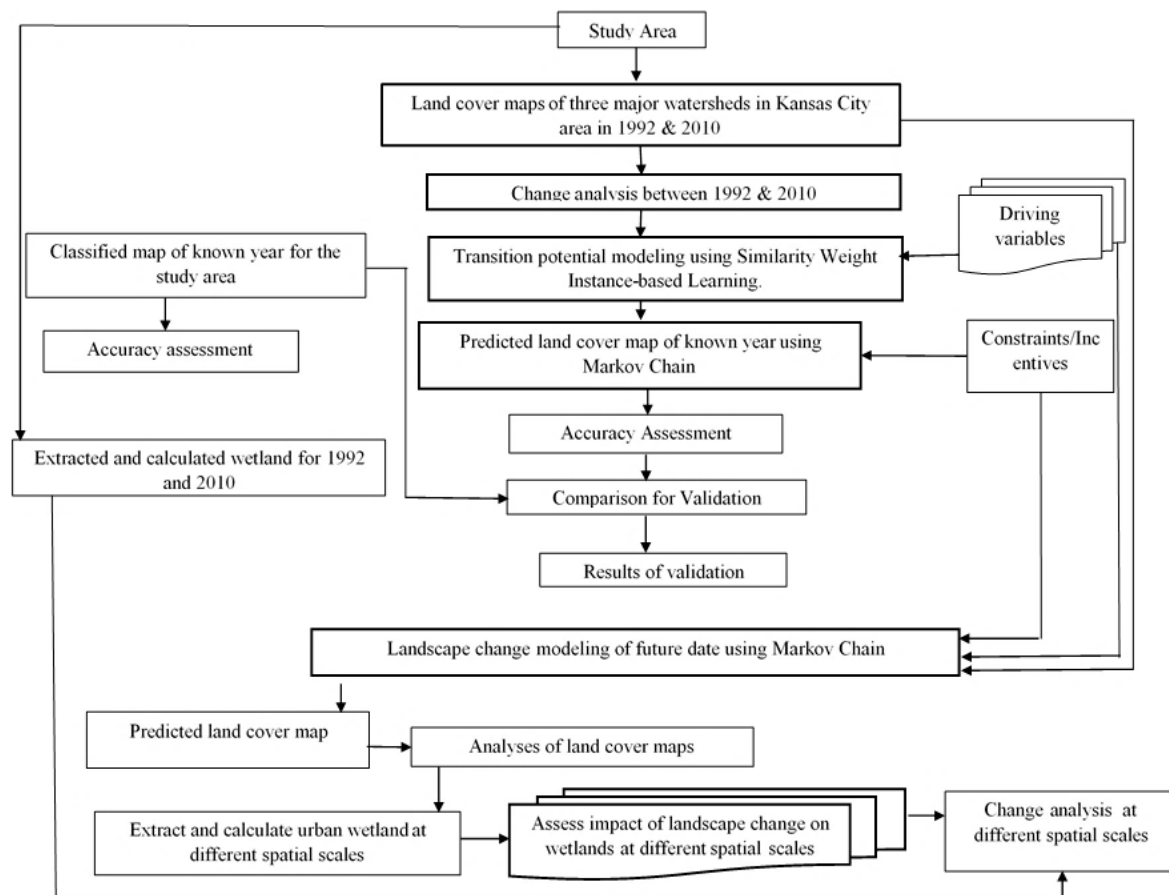 Study Area
Land cover maps of three major watersheds in Kansas City
area in 1992 & 2010
Change analysis between 1992 & 2010
Driving
variables
Classified map of known year for the
study area
Transition potential modeling using Similarity Weight
Instance-based Learning.
Accuracy assessment
Predicted land cover map of known year using
Markov Chain
Constraints/Inc
entives
Accuracy Assessment
Extracted and calculated wetland for 1992
and 2010
Comparison for Validation
Results of validation
Landscape change modeling of future date using Markov Chain
Predicted land cover map
Analyses of land cover maps
Extract and calculate urban wetland at
different spatial scales
Assess impact of landscape change on
wetlands at different spatial scales
Change analysis at
different spatial scales